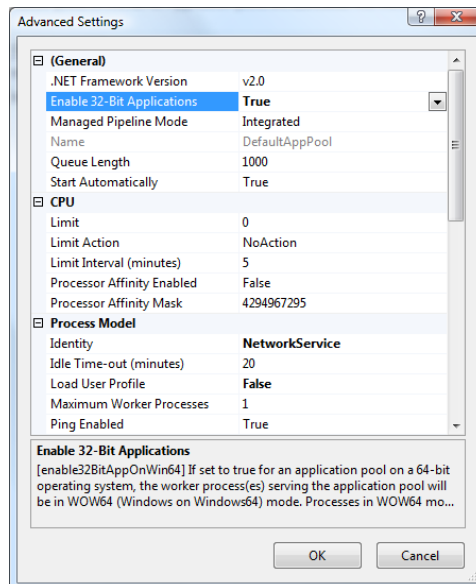 Advanced Settings
(General)
.NET Framework Version v2.0
Enable 32-Bit Applications True
Managed Pipeline Mode Integrated
Name DefaultAppPool
Queue Length 1000
Start Automatically True
CPU
Limit 0
Limit Action NoAction
Limit Interval (minutes) 5
Processor Affinity Enabled False
Processor Affinity Mask 4294967295
Process Model
Identity NetworkService
Idle Time-out (minutes) 20
Load User Profile False
Maximum Worker Processes 1
Ping Enabled True
Enable 32-Bit Applications
[enable32BitAppOnWin64] If set to true for an application pool on a 64-bit
operating system, the worker process(es) serving the application pool will
be in WOW64 (Windows on Windows64) mode. Processes in WOW64 mo...
OK Cancel